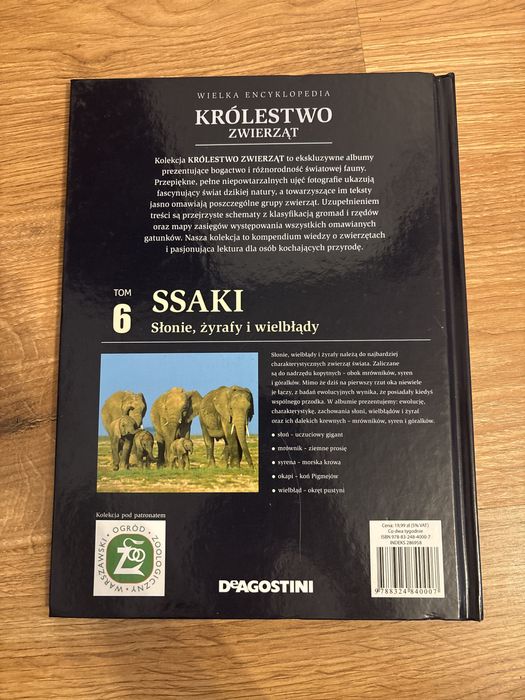 WIELKA ENCYKLOPEDIA
KRÓLESTWO
ZWIERZĄT
Kolekcja KRÓLESTWO ZWIERZĄT to ekskluzywne albumy
prezentujące bogactwo i różnorodność światowej fauny.
Przepiękne, pełne niepowtarzalnych ujęć fotografie ukazują
fascynujący świat dzikiej natury, a towarzyszące im teksty
jasno omawiają poszczególne grupy zwierząt. Uzupełnieniem
treści są przejrzyste schematy z klasyfikacją gromad i rzędów
oraz mapy zasięgów występowania wszystkich omawianych
gatunków. Nasza kolekcja to kompendium wiedzy o zwierzętach
i pasjonująca lektura dla osób kochających przyrodę.
TOM
6
SSAKI
Słonie, żyrafy i wielbłądy
Słonie, wielbłądy i żyrafy należą do najbardziej
charakterystycznych zwierząt świata. Zaliczane
są do nadrzędu kopytnych – obok mrówników, syren
i góralków. Mimo że dziś na pierwszy rzut oka niewiele
je łączy, z badań ewolucyjnych wynika, że posiadały kiedyś
wspólnego przodka. W albumie prezentujemy: ewolucję,
charakterystykę, zachowania słoni, wielbłądów i żyraf
oraz ich dalekich krewnych – mrówników, syren i góralków.
• słoń – uczuciowy gigant
• mrównik – ziemne prosię
• syrena – morska krowa
• okapi – koń Pigmejów
• wielbłąd – okręt pustyni
Kolekcja pod patronatem
WARSZAWSKI • OGRÓD • ZOOLOGICZNY
ZOO
DEAGOSTINI
Cena: 19,99 zł (5% VAT)
Co dwa tygodnie
ISBN 978-83-248-4000-7
INDEKS 286958
9 788324 840007